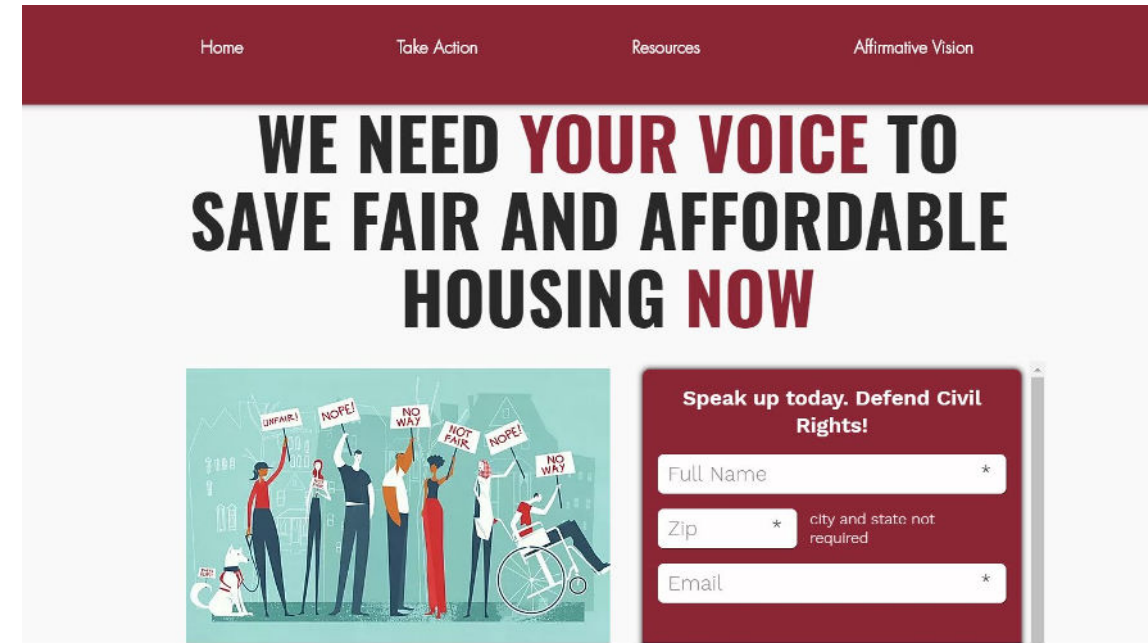 Home Take Action Resources Affirmative Vision
WE NEED YOUR VOICE TO
SAVE FAIR AND AFFORDABLE
HOUSING NOW
UNFAIR!
NOPE!
NO
WAY
NOT
FAIR
NOPE!
NO
WAY
Speak up today. Defend Civil
Rights!
Full Name *
Zip * city and state not
required
Email *